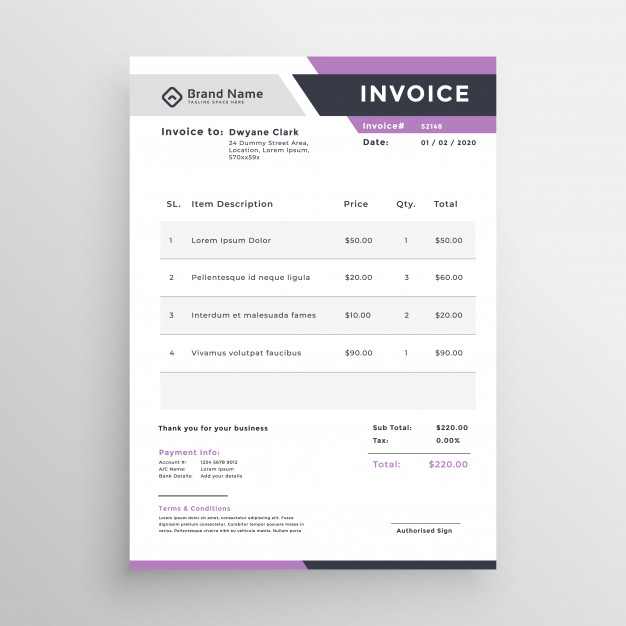 Brand Name
TAGLINE SPACE HERE
INVOICE
Invoice# 52148
Date: 01 / 02 / 2020
Invoice to: Dwyane Clark
24 Dummy Street Area,
Location, Lorem Ipsum,
570xx59x
SL. Item Description Price Qty. Total
1 Lorem Ipsum Dolor $50.00 1 $50.00
2 Pellentesque id neque ligula $20.00 3 $60.00
3 Interdum et malesuada fames $10.00 2 $20.00
4 Vivamus volutpat faucibus $90.00 1 $90.00
Thank you for your business
Sub Total: $220.00
Tax: 0.00%
Total: $220.00
Payment Info:
Account #: 1234 5678 9012
A/C Name: Lorem Ipsum
Bank Details: Add your details
Terms & Conditions
Lorem ipsum dolor sit amet, consectetur adipiscing elit. Fusce
dignissim pretium consectetur. Curabitur tempor posuere massa in
varius. Pellentesque viverra nibh eu vehicula mattis. Nullam porta
Authorised Sign